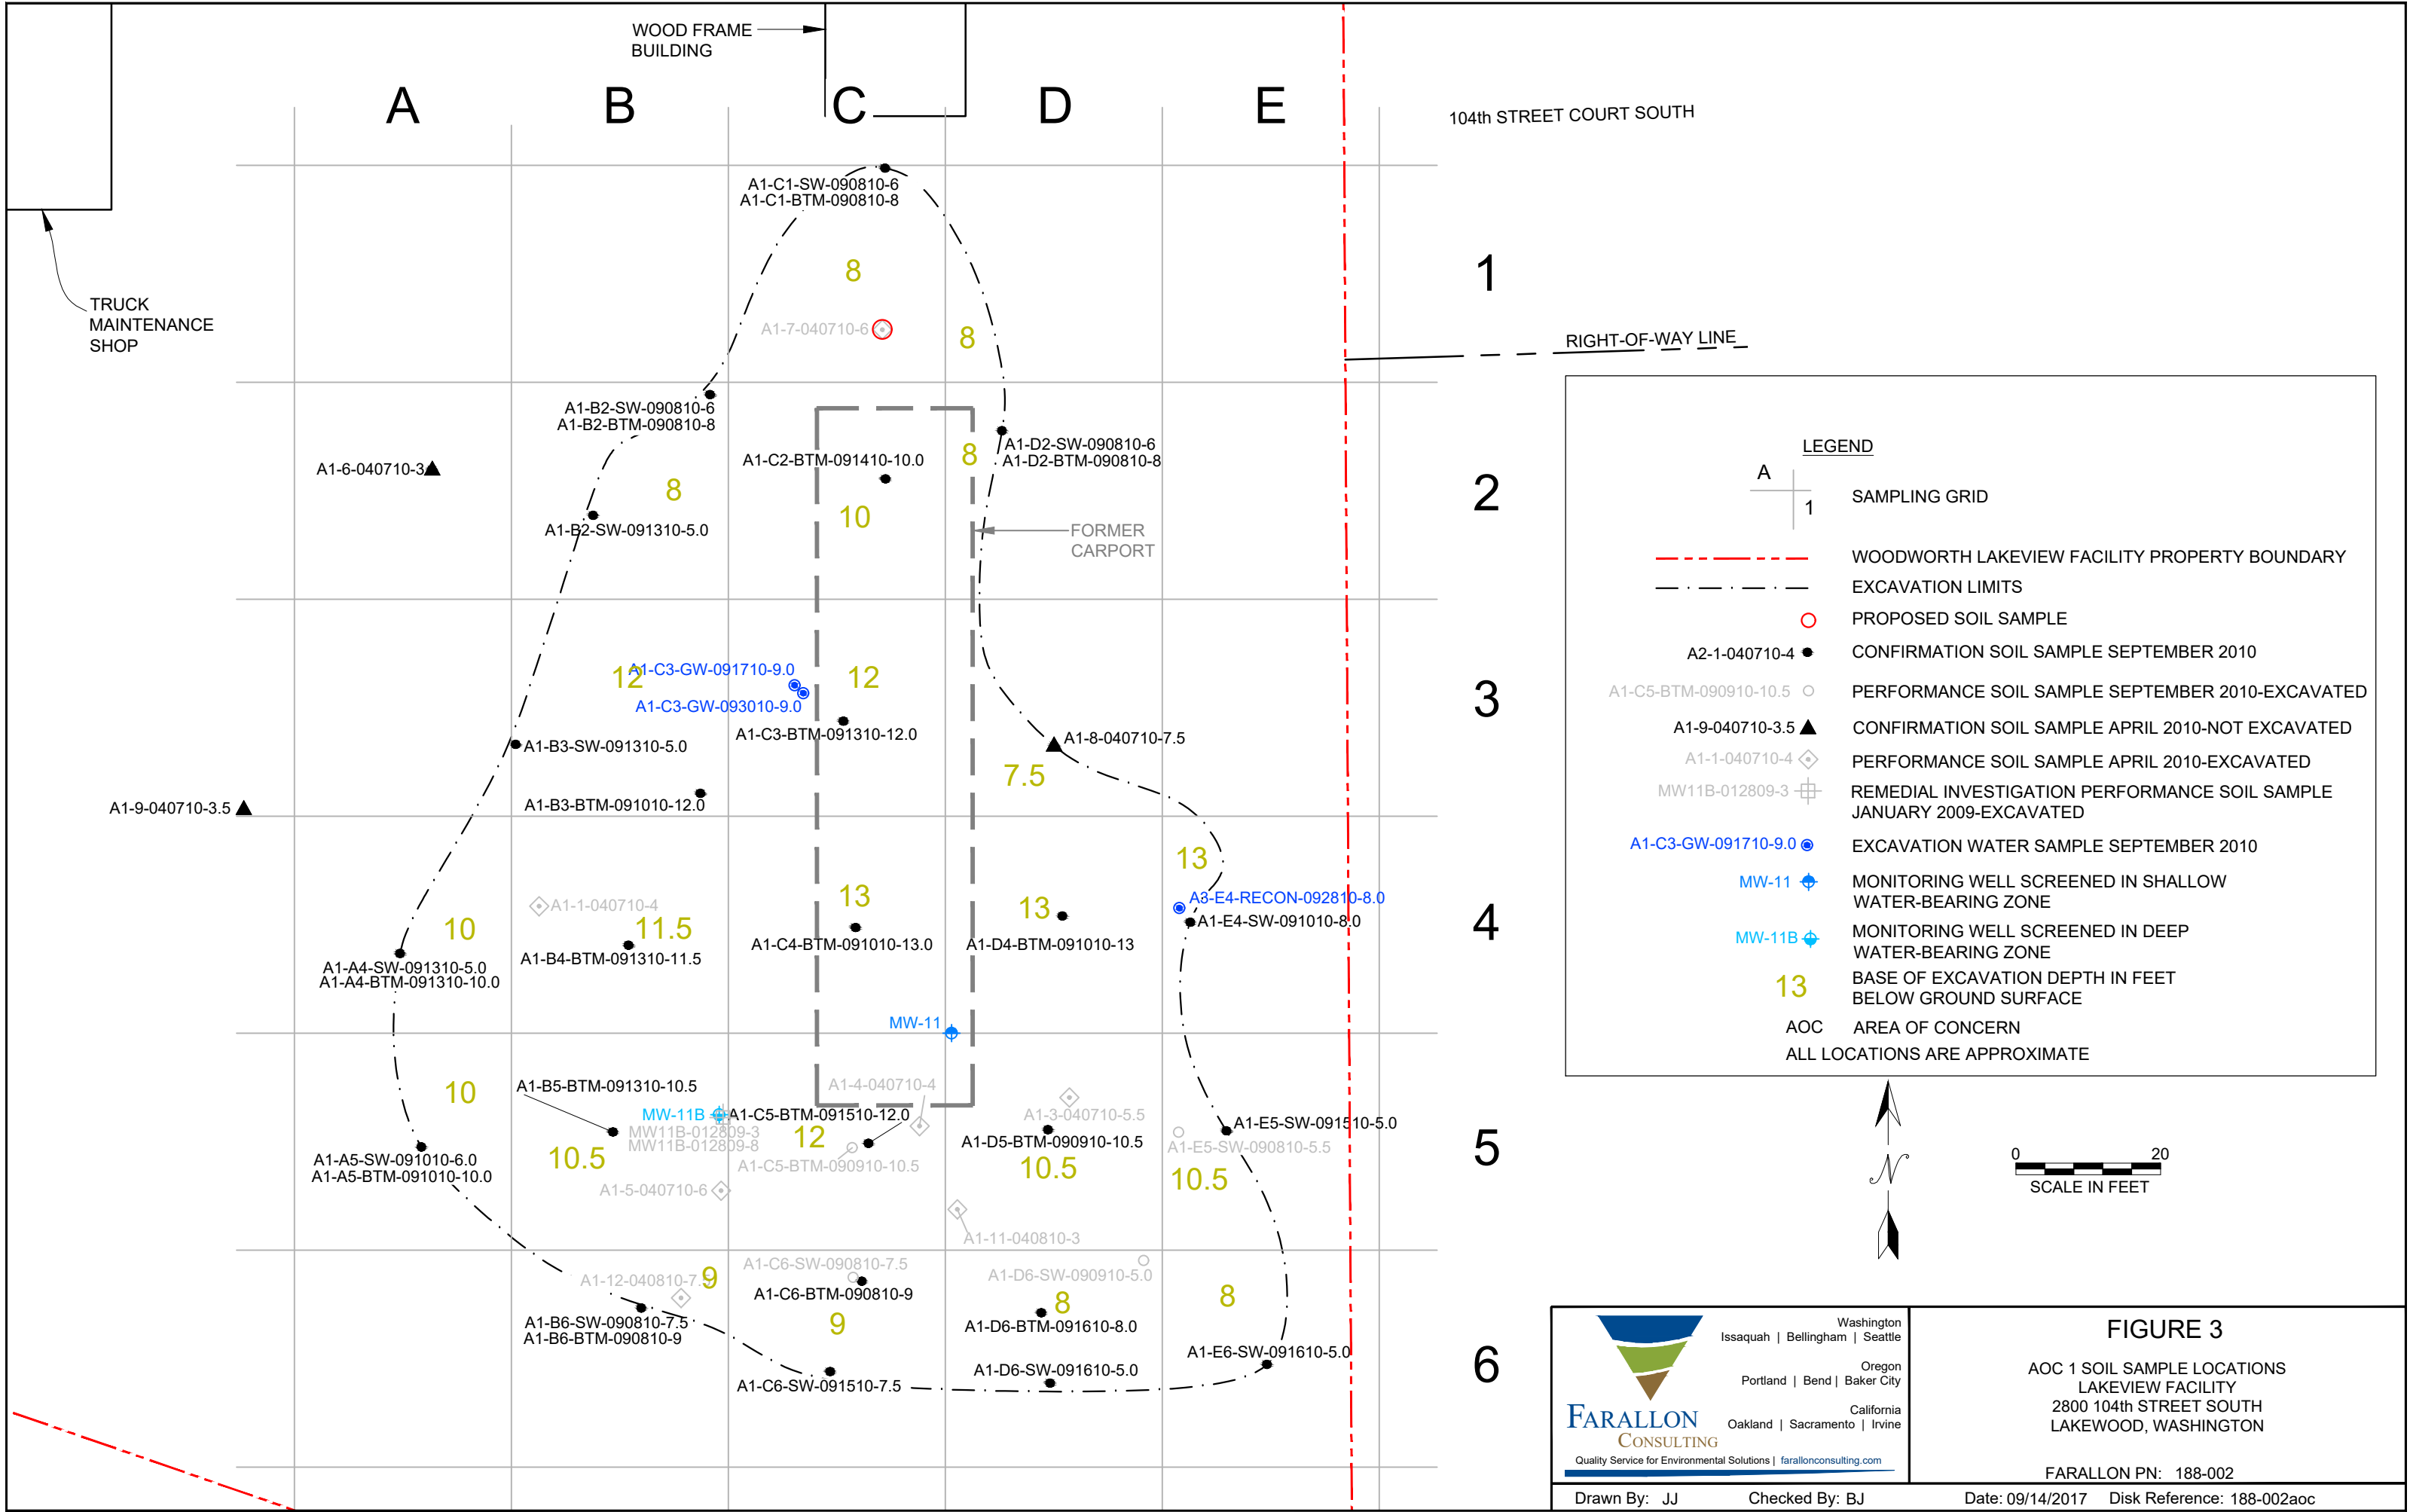 WOOD FRAME
BUILDING
A
B
C
D
E
104th STREET COURT SOUTH
TRUCK
MAINTENANCE
SHOP
A1-C1-SW-090810-6
A1-C1-BTM-090810-8
8
1
A1-7-040710-6
8
RIGHT-OF-WAY LINE
A1-B2-SW-090810-6
A1-B2-BTM-090810-8
A1-D2-SW-090810-6
8
A1-D2-BTM-090810-8
A1-C2-BTM-091410-10.0
A1-6-040710-3
8
2
10
A1-B2-SW-091310-5.0
FORMER
CARPORT
A1-C3-GW-091710-9.0
12
12
A1-C3-GW-093010-9.0
3
A1-C3-BTM-091310-12.0
A1-8-040710-7.5
A1-B3-SW-091310-5.0
7.5
A1-B3-BTM-091010-12.0
A1-9-040710-3.5
13
A1-1-040710-4
13
13
A3-E4-RECON-092810-8.0
A1-E4-SW-091010-8.0
10
11.5
4
A1-C4-BTM-091010-13.0
A1-D4-BTM-091010-13
A1-B4-BTM-091310-11.5
A1-A4-SW-091310-5.0
A1-A4-BTM-091310-10.0
MW-11
10
A1-B5-BTM-091310-10.5
A1-4-040710-4
MW-11B
A1-C5-BTM-091510-12.0
A1-3-040710-5.5
A1-E5-SW-091510-5.0
MW11B-012809-3
MW11B-012809-8
12
A1-D5-BTM-090910-10.5
A1-E5-SW-090810-5.5
5
A1-A5-SW-091010-6.0
A1-A5-BTM-091010-10.0
10.5
A1-C5-BTM-090910-10.5
10.5
10.5
A1-5-040710-6
A1-11-040810-3
A1-C6-SW-090810-7.5
A1-12-040810-7.5
9
A1-D6-SW-090910-5.0
A1-C6-BTM-090810-9
8
8
A1-B6-SW-090810-7.5
A1-B6-BTM-090810-9
9
A1-D6-BTM-091610-8.0
A1-E6-SW-091610-5.0
6
A1-D6-SW-091610-5.0
A1-C6-SW-091510-7.5
LEGEND
A
1
SAMPLING GRID
WOODWORTH LAKEVIEW FACILITY PROPERTY BOUNDARY
EXCAVATION LIMITS
PROPOSED SOIL SAMPLE
A2-1-040710-4 CONFIRMATION SOIL SAMPLE SEPTEMBER 2010
A1-C5-BTM-090910-10.5 PERFORMANCE SOIL SAMPLE SEPTEMBER 2010-EXCAVATED
A1-9-040710-3.5 CONFIRMATION SOIL SAMPLE APRIL 2010-NOT EXCAVATED
A1-1-040710-4 PERFORMANCE SOIL SAMPLE APRIL 2010-EXCAVATED
MW11B-012809-3 REMEDIAL INVESTIGATION PERFORMANCE SOIL SAMPLE
JANUARY 2009-EXCAVATED
A1-C3-GW-091710-9.0 EXCAVATION WATER SAMPLE SEPTEMBER 2010
MW-11 MONITORING WELL SCREENED IN SHALLOW
WATER-BEARING ZONE
MW-11B MONITORING WELL SCREENED IN DEEP
WATER-BEARING ZONE
13 BASE OF EXCAVATION DEPTH IN FEET
BELOW GROUND SURFACE
AOC AREA OF CONCERN
ALL LOCATIONS ARE APPROXIMATE
N
0 20
SCALE IN FEET
FARALLON
CONSULTING
Washington
Issaquah | Bellingham | Seattle
Oregon
Portland | Bend | Baker City
California
Oakland | Sacramento | Irvine
Quality Service for Environmental Solutions | farallonconsulting.com
FIGURE 3
AOC 1 SOIL SAMPLE LOCATIONS
LAKEVIEW FACILITY
2800 104th STREET SOUTH
LAKEWOOD, WASHINGTON
FARALLON PN: 188-002
Drawn By: JJ Checked By: BJ Date: 09/14/2017 Disk Reference: 188-002aoc